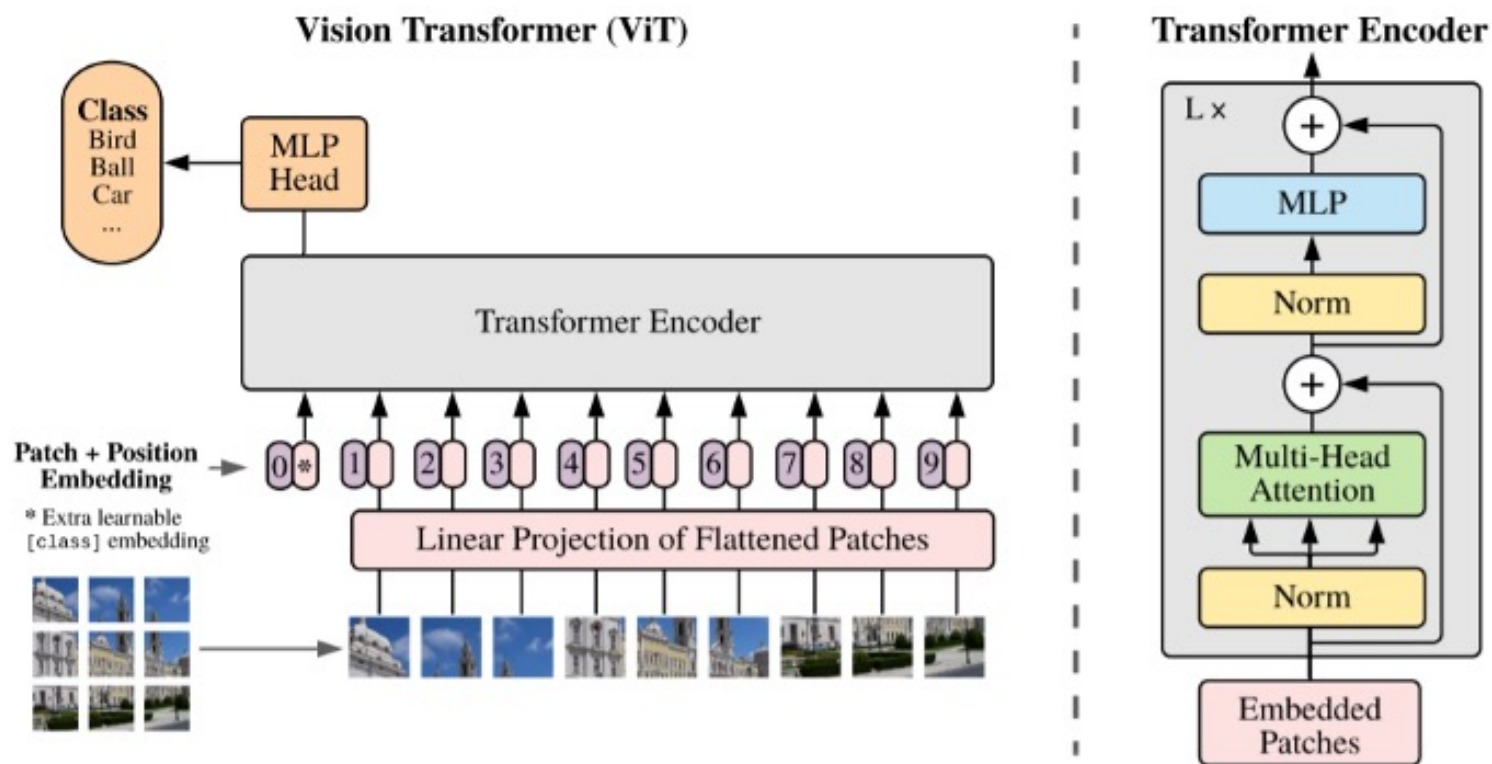 Vision Transformer (ViT)
Class
Bird
Ball
Car
...
MLP
Head
Transformer Encoder
Patch + Position
Embedding
0 * 1 2 3 4 5 6 7 8 9
* Extra learnable
[class] embedding
Linear Projection of Flattened Patches
Transformer Encoder
L ×
+
MLP
Norm
+
Multi-Head
Attention
Norm
Embedded
Patches